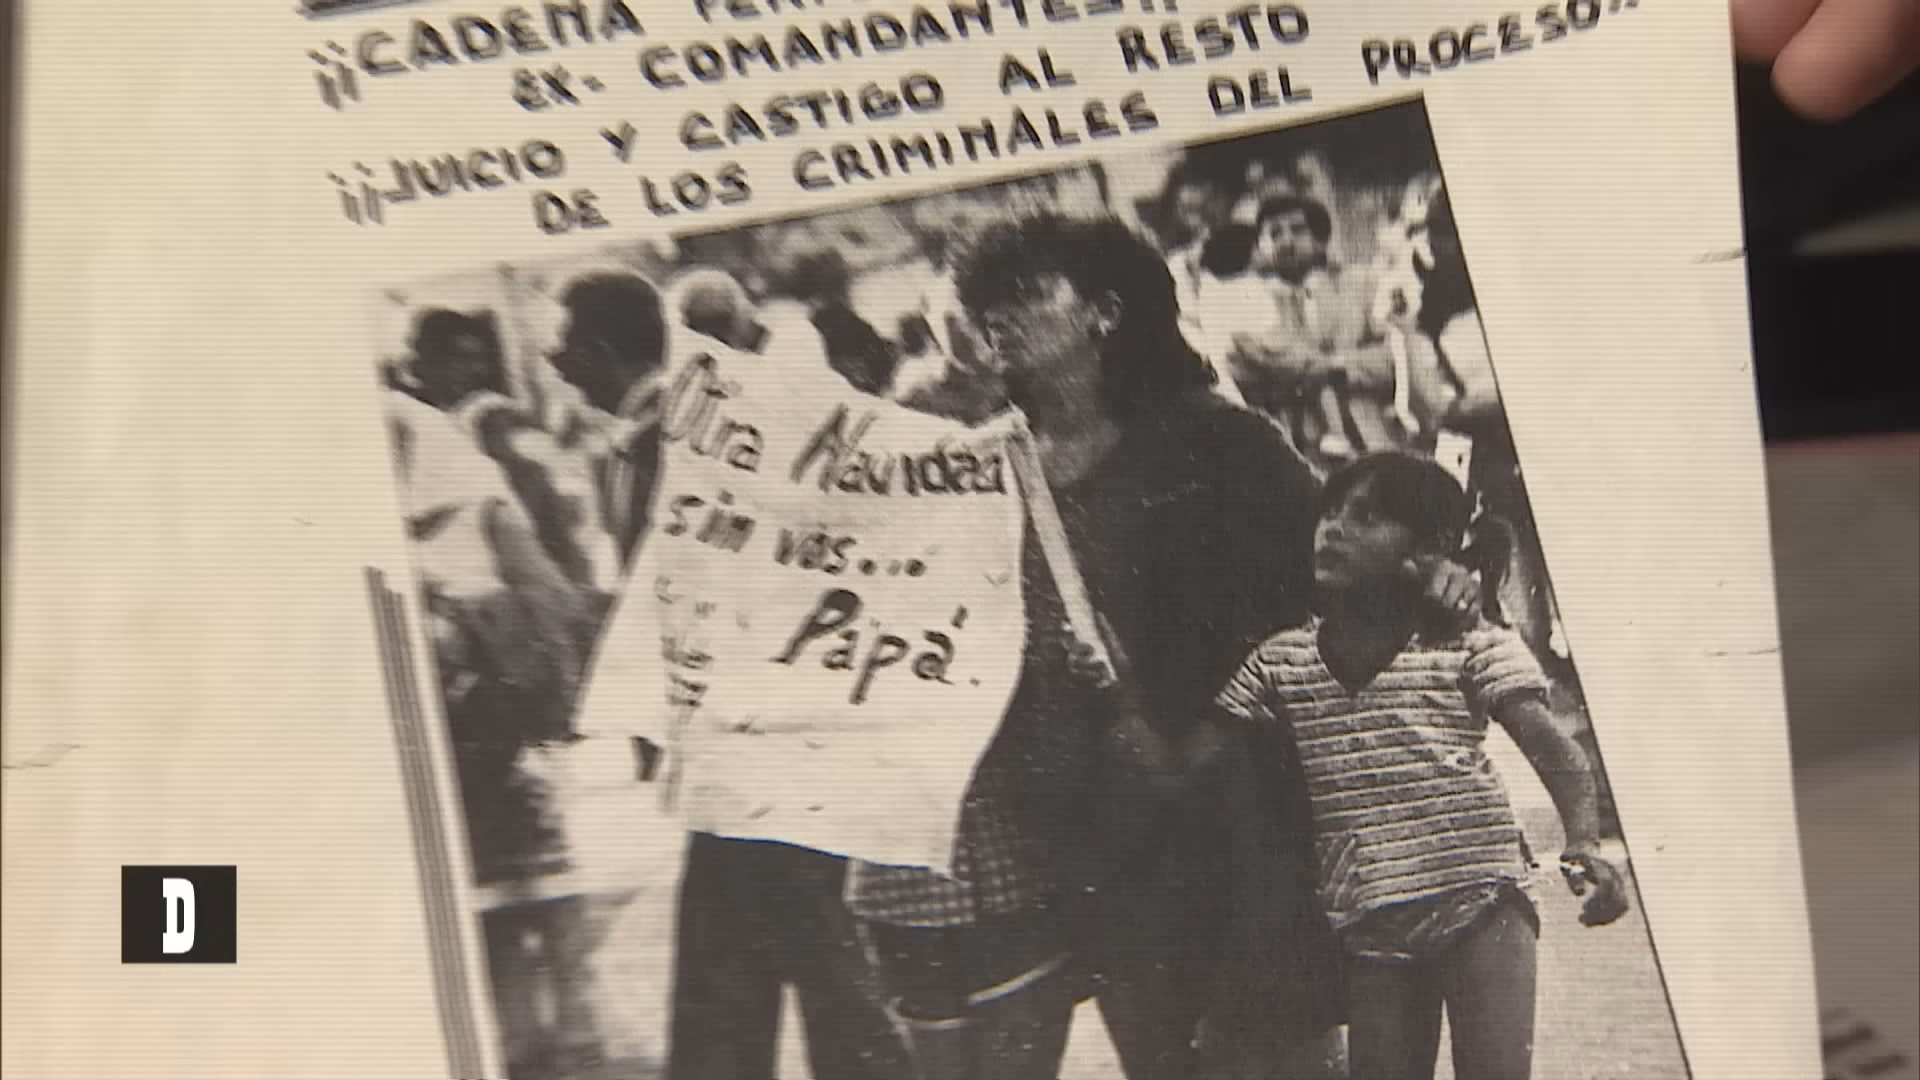 ¡¡CADENA
EX- COMANDANTES!!
¡¡JUICIO Y CASTIGO AL RESTO
DE LOS CRIMINALES DEL PROCESO!!
Otra Navidad
sin vos...
Papá.
D